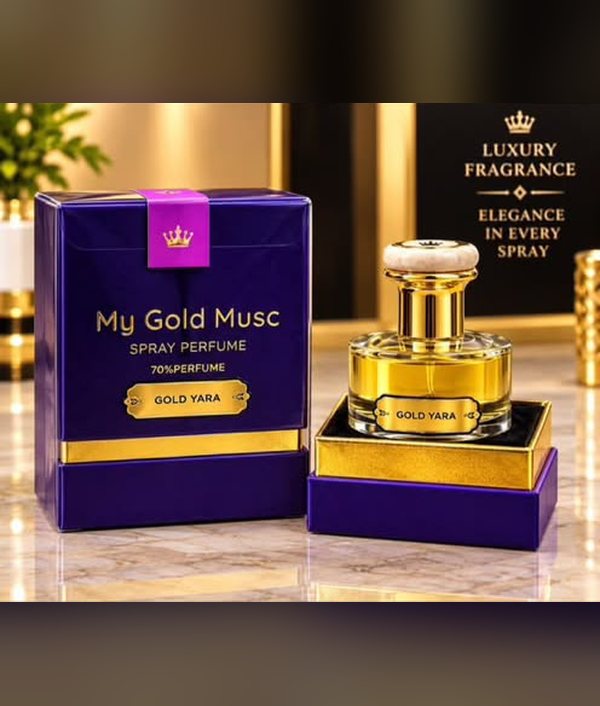 My Gold Musc
SPRAY PERFUME
70%PERFUME
GOLD YARA
LUXURY
FRAGRANCE
ELEGANCE
IN EVERY
SPRAY
GOLD YARA